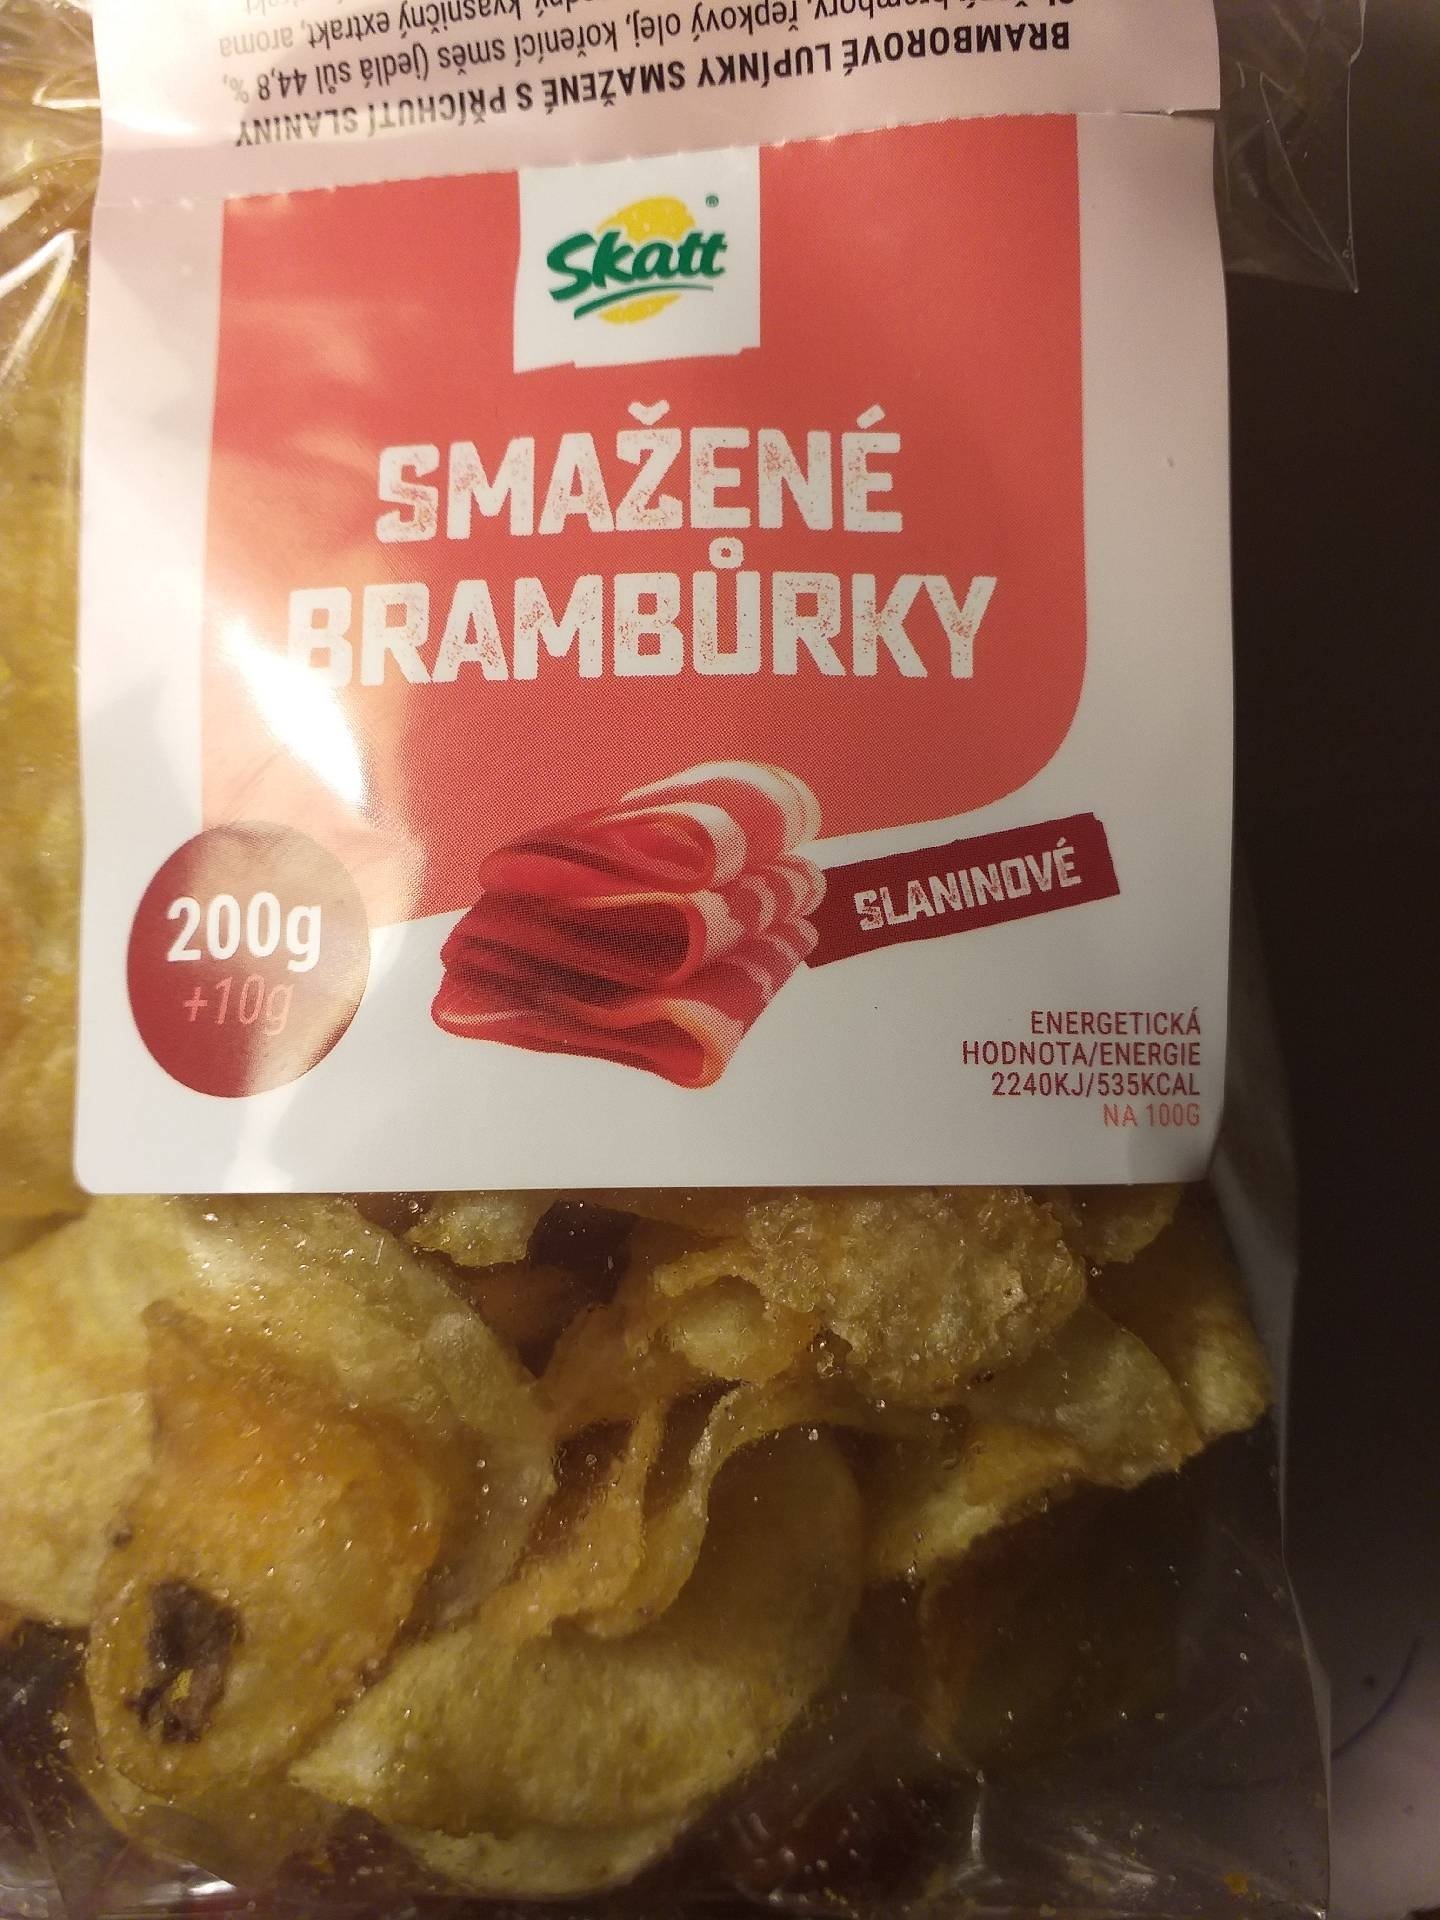 BRAMBOROVÉ LUPÍNKY SMAŽENÉ S PŘÍCHUTÍ SLANINY
brambory, řepkový olej, kořenící směs (jedlá sůl 44,8 %,
kvasničný extrakt, aroma
Skatt®
SMAŽENÉ
BRAMBŮRKY
SLANINOVÉ
200g
+10g
ENERGETICKÁ
HODNOTA/ENERGIE
2240KJ/535KCAL
NA 100G